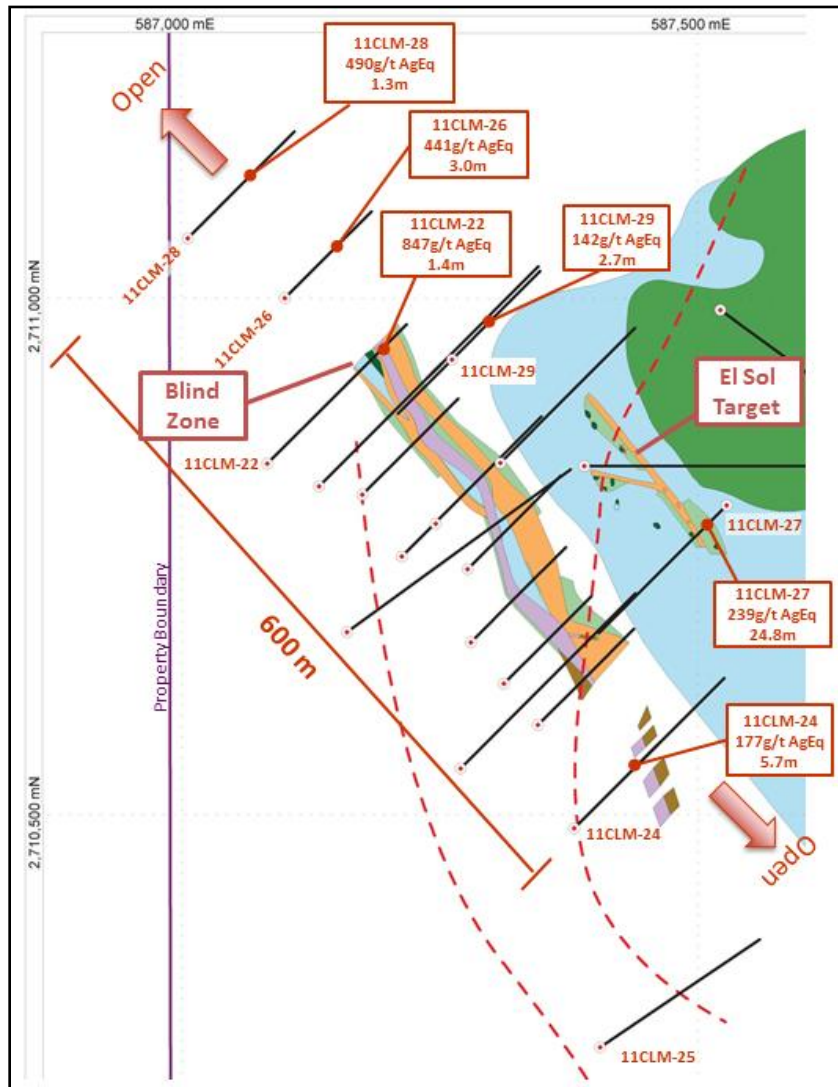 587,000 mE
587,500 mE
11CLM-28
490g/t AgEq
1.3m
Open
11CLM-26
441g/t AgEq
3.0m
11CLM-22
847g/t AgEq
1.4m
11CLM-29
142g/t AgEq
2.7m
11CLM-28
11CLM-26
2,711,000 mN
11CLM-29
Blind
Zone
El Sol
Target
11CLM-22
11CLM-27
11CLM-27
239g/t AgEq
24.8m
600 m
Property Boundary
11CLM-24
177g/t AgEq
5.7m
2,710,500 mN
11CLM-24
Open
11CLM-25